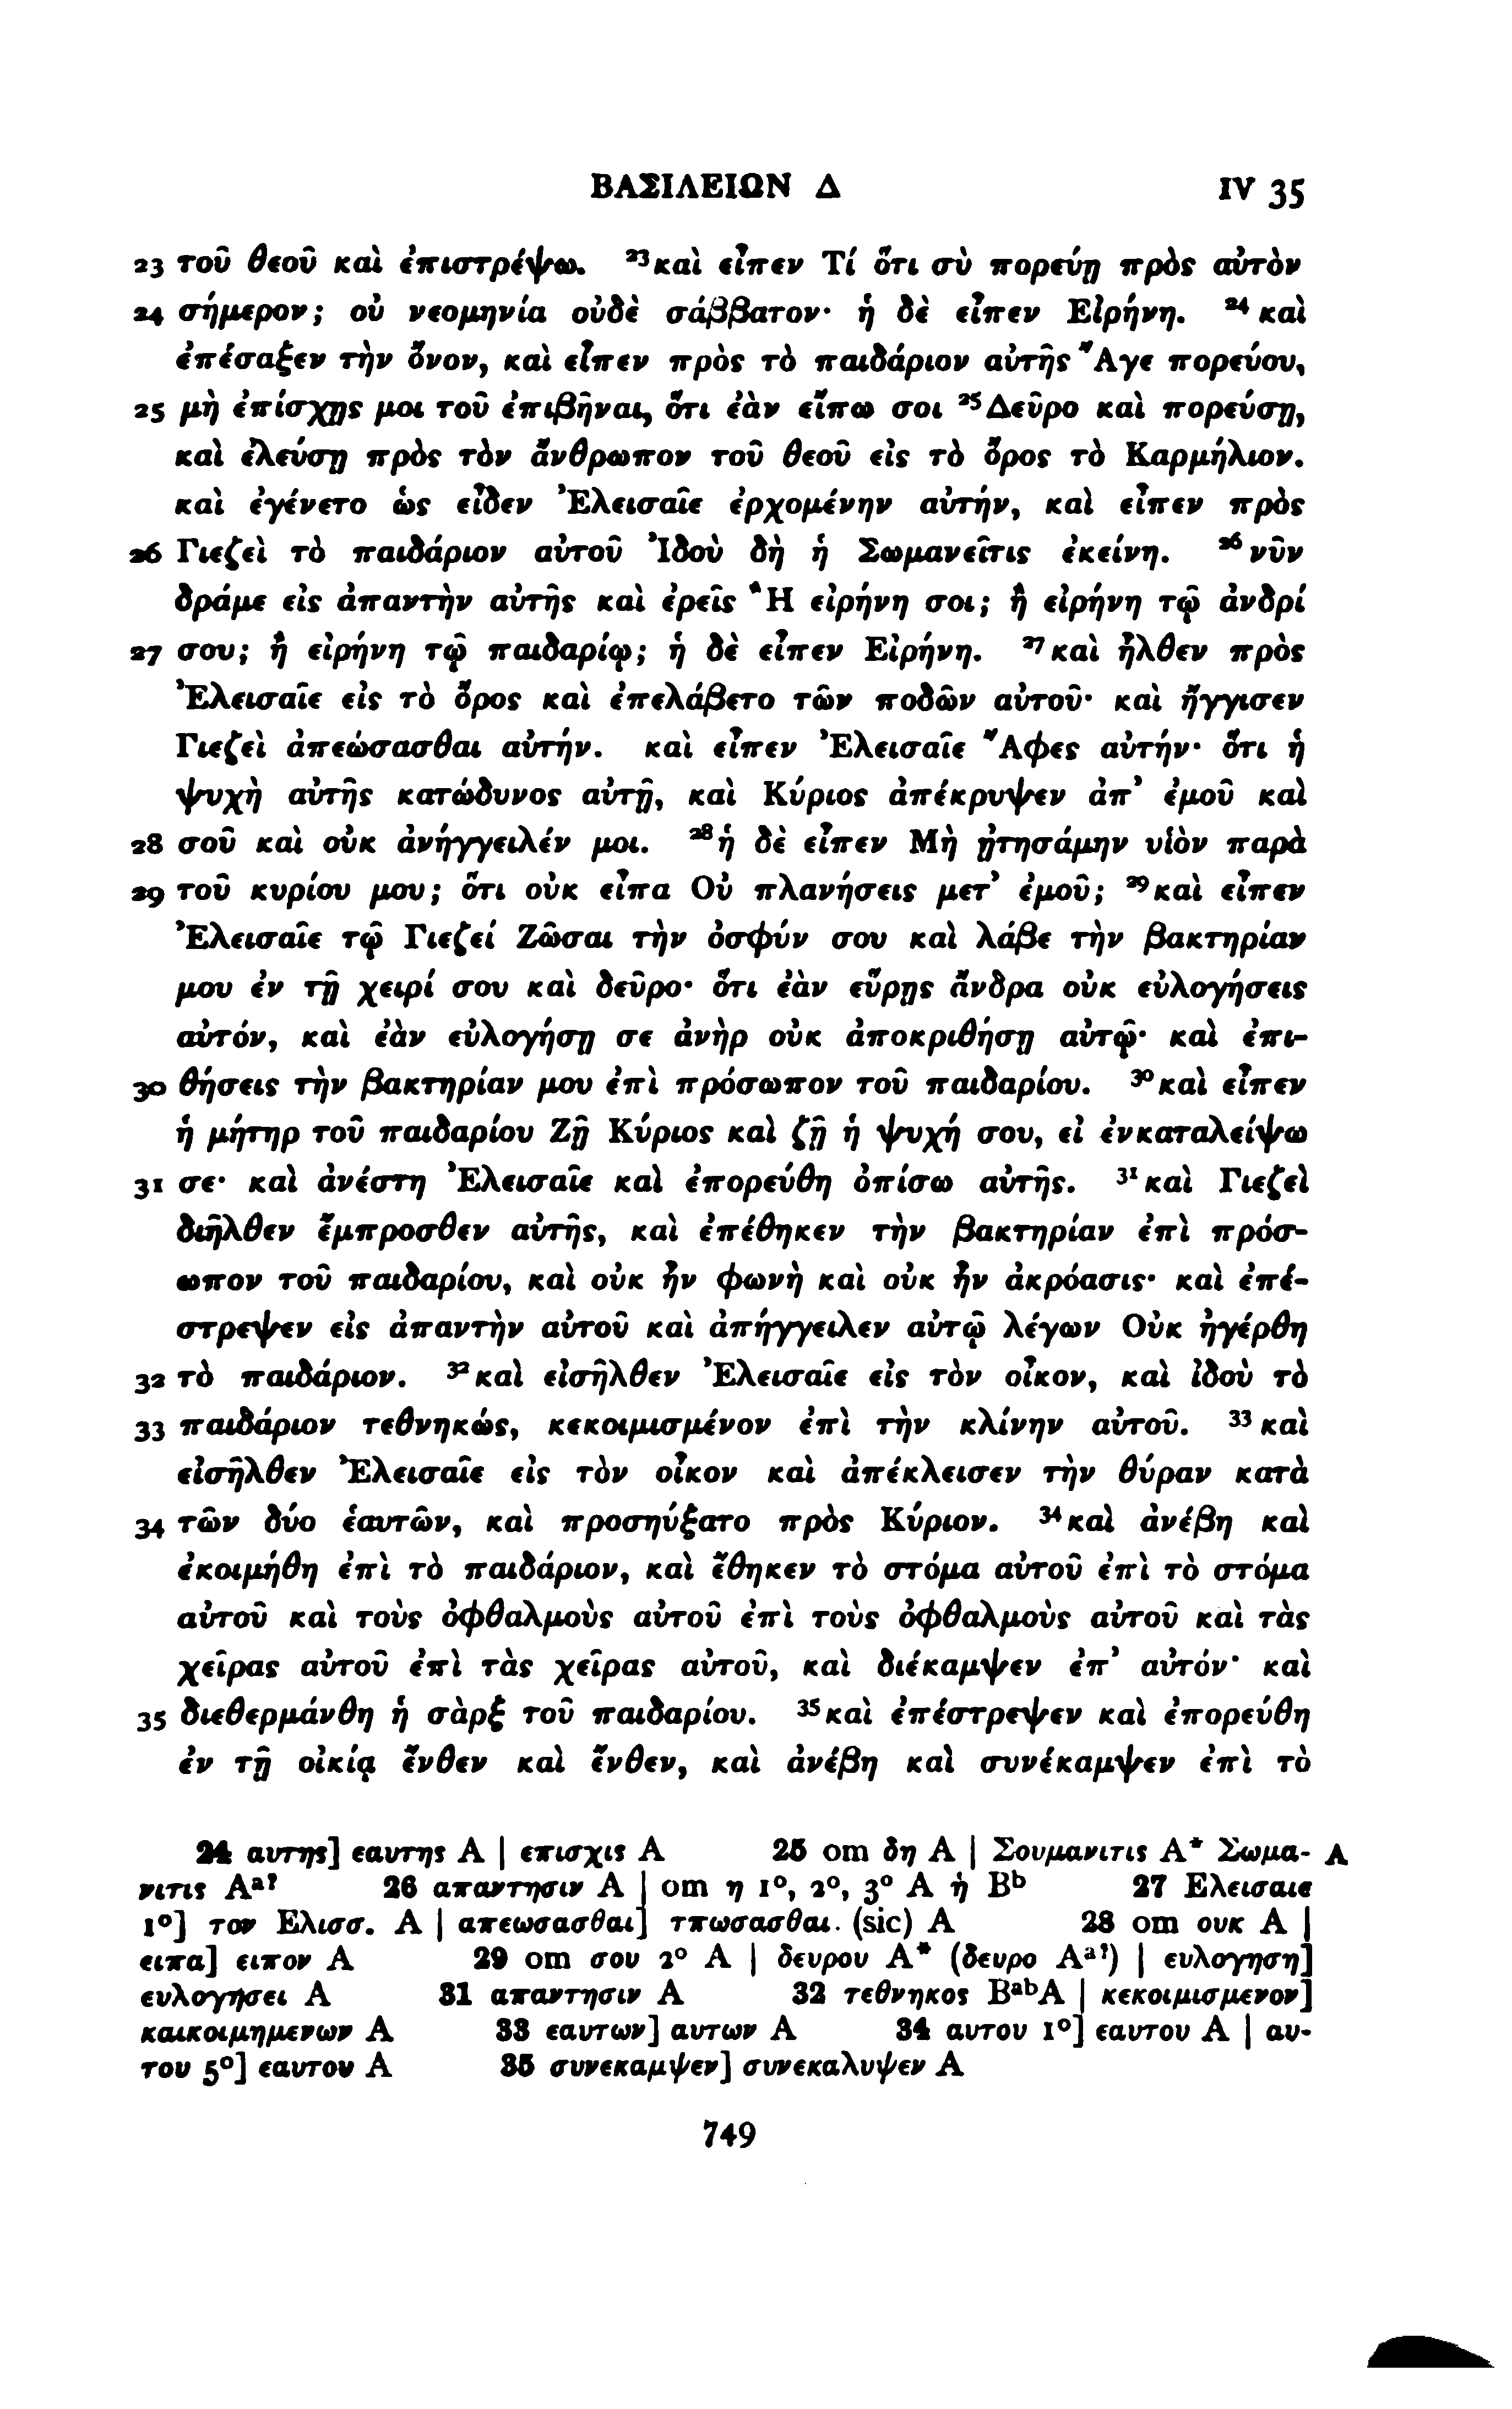 ΒΑΣΙΛΕΙΩΝ Δ IV 35
23 τοῦ θεοῦ καὶ ἐπιστρέψω. ²³καὶ εἶπεν Τί ὅτι σὺ πορεύῃ πρὸς αὐτὸν
24 σήμερον; οὐ νεομηνία οὐδὲ σάββατον· ἡ δὲ εἶπεν Εἰρήνη. ²⁴καὶ
ἐπέσαξεν τὴν ὄνον, καὶ εἶπεν πρὸς τὸ παιδάριον αὐτῆς Ἄγε πορεύου,
25 μὴ ἐπίσχῃς μοι τοῦ ἐπιβῆναι, ὅτι ἐὰν εἴπω σοι ²⁵Δεῦρο καὶ πορεύσῃ,
καὶ ἐλεύσῃ πρὸς τὸν ἄνθρωπον τοῦ θεοῦ εἰς τὸ ὄρος τὸ Καρμήλιον.
καὶ ἐγένετο ὡς εἶδεν Ἐλεισαῖε ἐρχομένην αὐτήν, καὶ εἶπεν πρὸς
26 Γιεζεὶ τὸ παιδάριον αὐτοῦ Ἰδοὺ δὴ ἡ Σωμανεῖτις ἐκείνη. ²⁶νῦν
δράμε εἰς ἀπαντὴν αὐτῆς καὶ ἐρεῖς Ἦ εἰρήνη σοι; ἦ εἰρήνη τῷ ἀνδρί
27 σου; ἦ εἰρήνη τῷ παιδαρίῳ; ἡ δὲ εἶπεν Εἰρήνη. ²⁷καὶ ἦλθεν πρὸς
Ἐλεισαῖε εἰς τὸ ὄρος καὶ ἐπελάβετο τῶν ποδῶν αὐτοῦ· καὶ ἤγγισεν
Γιεζεὶ ἀπεώσασθαι αὐτήν. καὶ εἶπεν Ἐλεισαῖε Ἄφες αὐτήν· ὅτι ἡ
ψυχὴ αὐτῆς κατώδυνος αὐτῇ, καὶ Κύριος ἀπέκρυψεν ἀπ᾽ ἐμοῦ καὶ
28 σοῦ καὶ οὐκ ἀνήγγειλέν μοι. ²⁸ἡ δὲ εἶπεν Μὴ ᾐτησάμην υἱὸν παρὰ
29 τοῦ κυρίου μου; ὅτι οὐκ εἶπα Οὐ πλανήσεις μετ᾽ ἐμοῦ; ²⁹καὶ εἶπεν
Ἐλεισαῖε τῷ Γιεζεί Ζῶσαι τὴν ὀσφύν σου καὶ λάβε τὴν βακτηρίαν
μου ἐν τῇ χειρί σου καὶ δεῦρο· ὅτι ἐὰν εὕρῃς ἄνδρα οὐκ εὐλογήσεις
αὐτόν, καὶ ἐὰν εὐλογήσῃ σε ἀνὴρ οὐκ ἀποκριθήσῃ αὐτῷ· καὶ ἐπι-
30 θήσεις τὴν βακτηρίαν μου ἐπὶ πρόσωπον τοῦ παιδαρίου. ³⁰καὶ εἶπεν
ἡ μήτηρ τοῦ παιδαρίου Ζῇ Κύριος καὶ ζῇ ἡ ψυχή σου, εἰ ἐνκαταλείψω
31 σε· καὶ ἀνέστη Ἐλεισαῖε καὶ ἐπορεύθη ὀπίσω αὐτῆς. ³¹καὶ Γιεζεὶ
διῆλθεν ἔμπροσθεν αὐτῆς, καὶ ἐπέθηκεν τὴν βακτηρίαν ἐπὶ πρόσ-
ωπον τοῦ παιδαρίου, καὶ οὐκ ἦν φωνὴ καὶ οὐκ ἦν ἀκρόασις· καὶ ἐπέ-
στρεψεν εἰς ἀπαντὴν αὐτοῦ καὶ ἀπήγγειλεν αὐτῷ λέγων Οὐκ ἠγέρθη
32 τὸ παιδάριον. ³²καὶ εἰσῆλθεν Ἐλεισαῖε εἰς τὸν οἶκον, καὶ ἰδοὺ τὸ
33 παιδάριον τεθνηκώς, κεκοιμισμένον ἐπὶ τὴν κλίνην αὐτοῦ. ³³καὶ
εἰσῆλθεν Ἐλεισαῖε εἰς τὸν οἶκον καὶ ἀπέκλεισεν τὴν θύραν κατὰ
34 τῶν δύο ἑαυτῶν, καὶ προσηύξατο πρὸς Κύριον. ³⁴καὶ ἀνέβη καὶ
ἐκοιμήθη ἐπὶ τὸ παιδάριον, καὶ ἔθηκεν τὸ στόμα αὐτοῦ ἐπὶ τὸ στόμα
αὐτοῦ καὶ τοὺς ὀφθαλμοὺς αὐτοῦ ἐπὶ τοὺς ὀφθαλμοὺς αὐτοῦ καὶ τὰς
χεῖρας αὐτοῦ ἐπὶ τὰς χεῖρας αὐτοῦ, καὶ διέκαμψεν ἐπ᾽ αὐτόν· καὶ
35 διεθερμάνθη ἡ σὰρξ τοῦ παιδαρίου. ³⁵καὶ ἐπέστρεψεν καὶ ἐπορεύθη
ἐν τῇ οἰκίᾳ ἔνθεν καὶ ἔνθεν, καὶ ἀνέβη καὶ συνέκαμψεν ἐπὶ τὸ
24 αυτης] εαυτης A | επισχις A 25 om δη A | Σουμανιτις A* Σωμα- A
νιτις Aᵃ? 26 απαντησιν A | om η 1°, 2°, 3° A ἡ Bᵇ 27 Ελεισαιε
1°] τον Ελισσ. A | απεωσασθαι] τπωσασθαι. (sic) A 28 om ουκ A |
ειπα] ειπον A 29 om σου 2° A | δευρου A* (δευρο Aᵃ?) | ευλογηση]
ευλογησει A 31 απαντησιν A 32 τεθνηκος BᵃᵇA | κεκοιμισμενον]
καικοιμημενων A 33 εαυτων] αυτων A 34 αυτου 1°] εαυτου A | αυ-
του 5°] εαυτου A 35 συνεκαμψεν] συνεκαλυψεν A
749